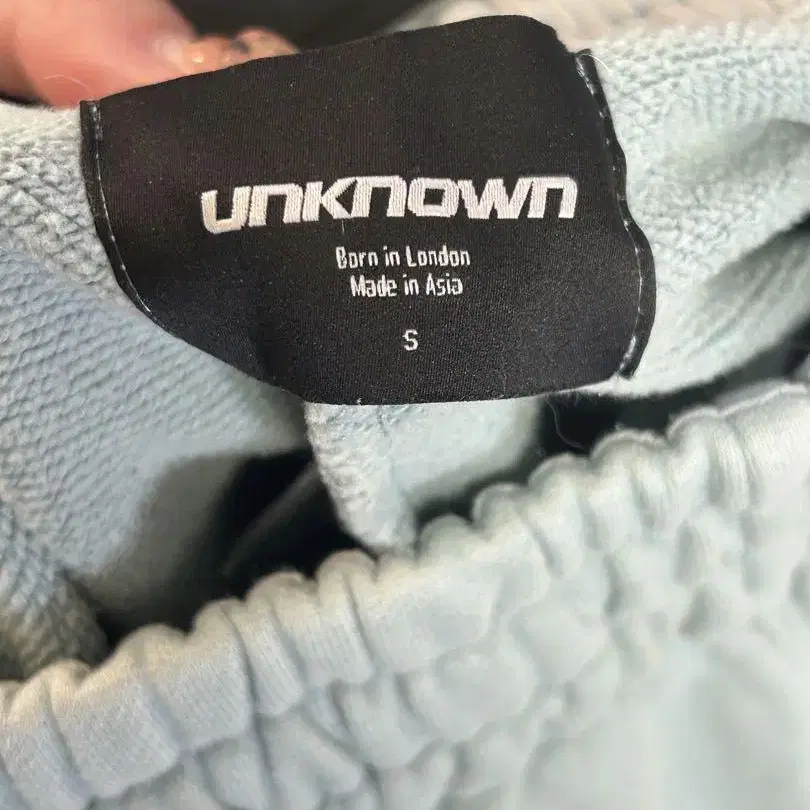 UNKNOWN
Born in London
Made in Asia
S